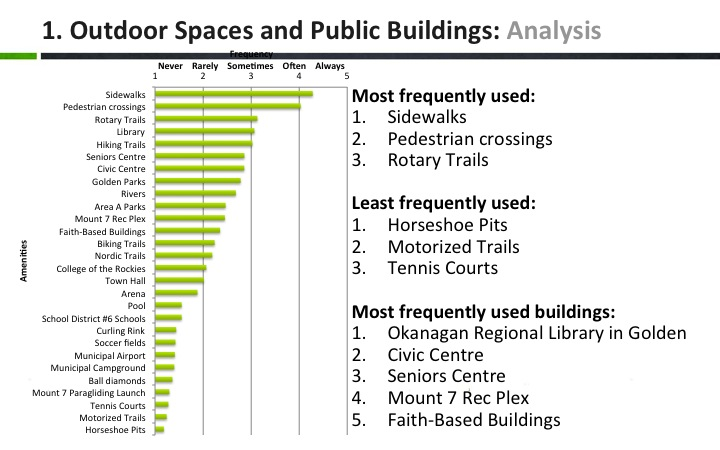 1. Outdoor Spaces and Public Buildings: Analysis
Frequency
Never Rarely Sometimes Often Always
1 2 3 4 5
Amenities
Sidewalks
Pedestrian crossings
Rotary Trails
Library
Hiking Trails
Seniors Centre
Civic Centre
Golden Parks
Rivers
Area A Parks
Mount 7 Rec Plex
Faith-Based Buildings
Biking Trails
Nordic Trails
College of the Rockies
Town Hall
Arena
Pool
School District #6 Schools
Curling Rink
Soccer fields
Municipal Airport
Municipal Campground
Ball diamonds
Mount 7 Paragliding Launch
Tennis Courts
Motorized Trails
Horseshoe Pits
Most frequently used:
1. Sidewalks
2. Pedestrian crossings
3. Rotary Trails
Least frequently used:
1. Horseshoe Pits
2. Motorized Trails
3. Tennis Courts
Most frequently used buildings:
1. Okanagan Regional Library in Golden
2. Civic Centre
3. Seniors Centre
4. Mount 7 Rec Plex
5. Faith-Based Buildings